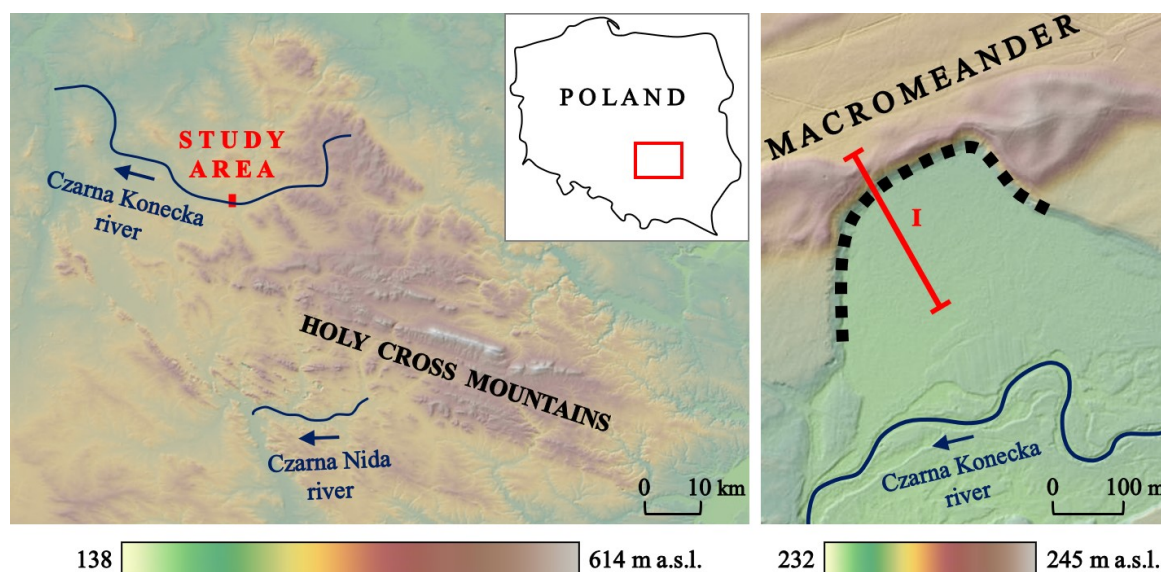 POLAND
STUDY
AREA
Czarna Konecka
river
HOLY CROSS MOUNTAINS
Czarna Nida
river
0 10 km
138 614 m a.s.l.
MACROMEANDER
I
Czarna Konecka
river
0 100 m
232 245 m a.s.l.